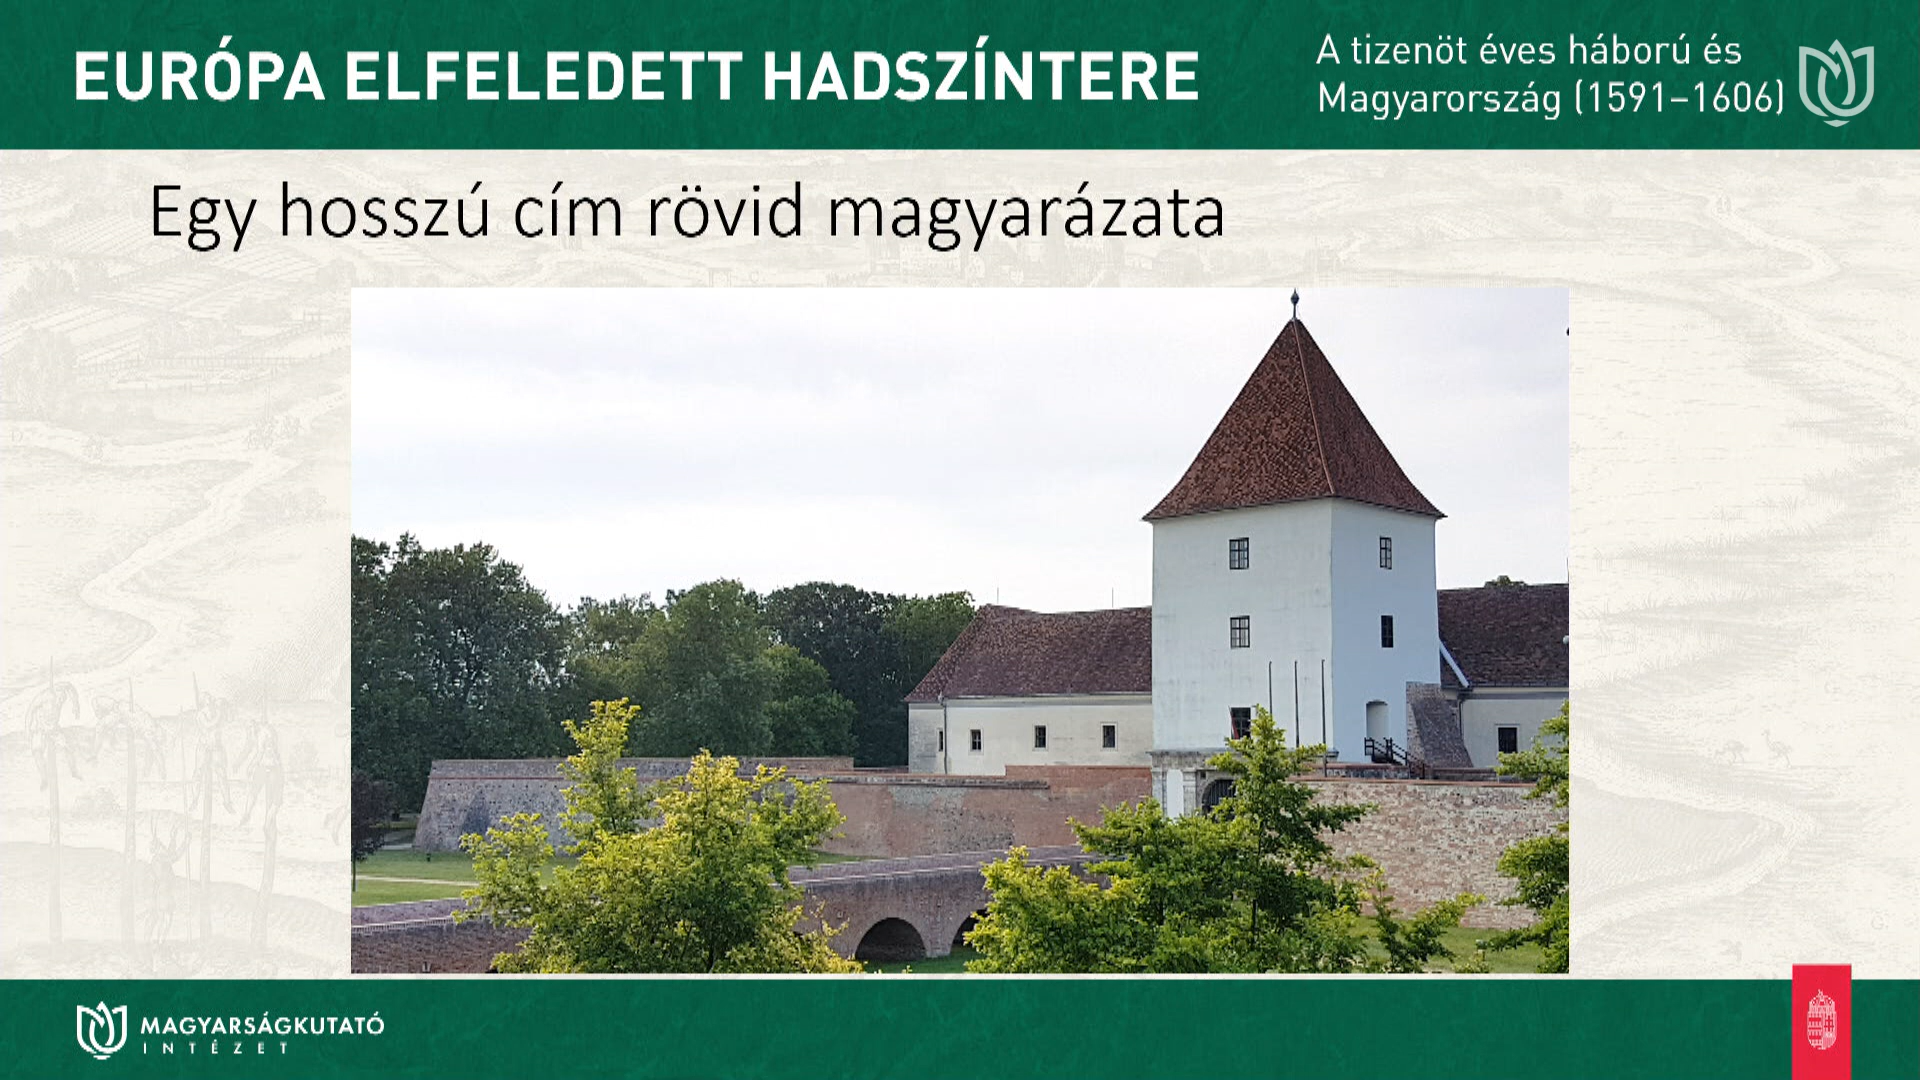 EURÓPA ELFELEDETT HADSZÍNTERE
A tizenöt éves háború és
Magyarország (1591–1606)
Egy hosszú cím rövid magyarázata
MAGYARSÁGKUTATÓ
INTÉZET